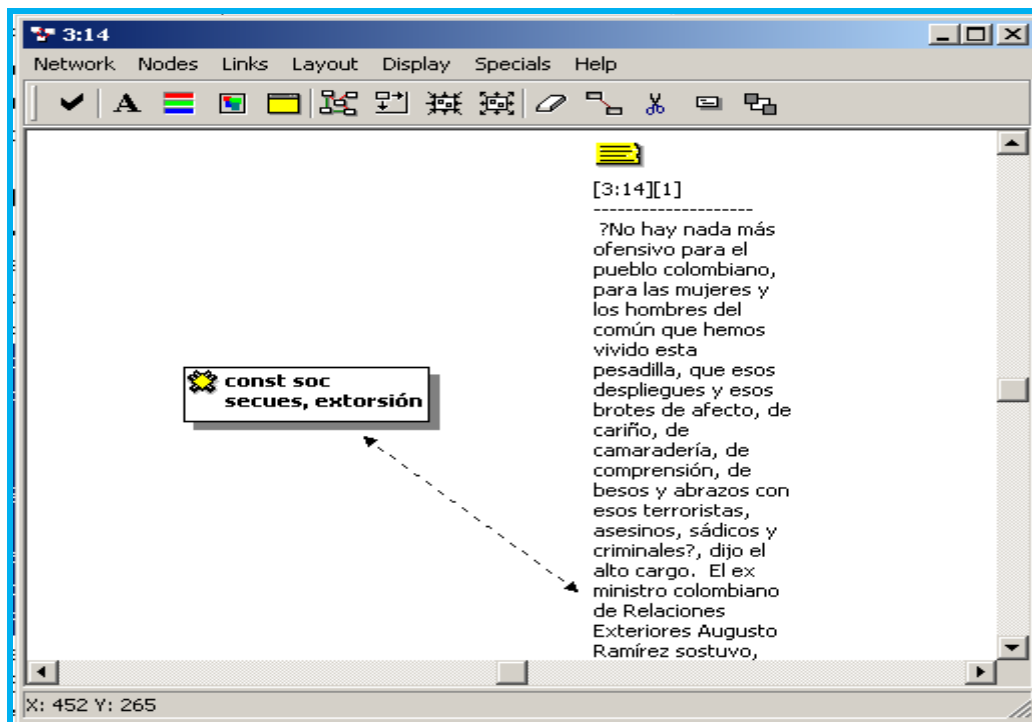 3:14
Network Nodes Links Layout Display Specials Help
A
[3:14][1]
--------------------
?No hay nada más
ofensivo para el
pueblo colombiano,
para las mujeres y
los hombres del
común que hemos
vivido esta
pesadilla, que esos
despliegues y esos
brotes de afecto, de
cariño, de
camaradería, de
comprensión, de
besos y abrazos con
esos terroristas,
asesinos, sádicos y
criminales?, dijo el
alto cargo.  El ex
ministro colombiano
de Relaciones
Exteriores Augusto
Ramírez sostuvo,
const soc
secues, extorsión
X: 452 Y: 265